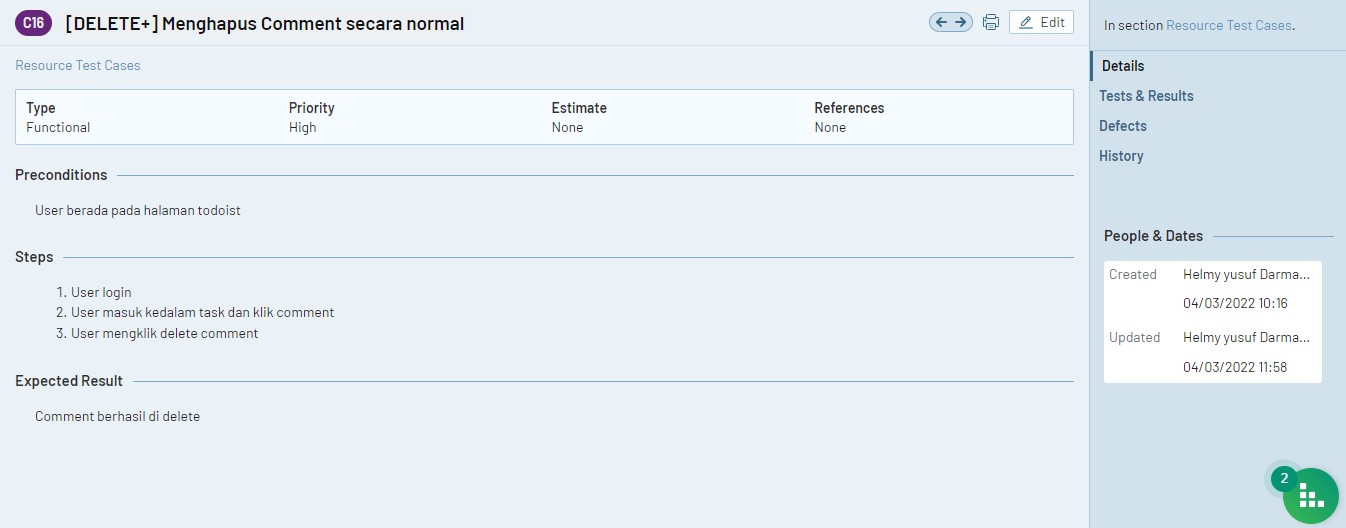 C16 [DELETE+] Menghapus Comment secara normal
Edit
Resource Test Cases
Type Priority Estimate References
Functional High None None
Preconditions
User berada pada halaman todoist
Steps
1. User login
2. User masuk kedalam task dan klik comment
3. User mengklik delete comment
Expected Result
Comment berhasil di delete
In section Resource Test Cases.
Details
Tests & Results
Defects
History
People & Dates
Created Helmy yusuf Darma...
04/03/2022 10:16
Updated Helmy yusuf Darma...
04/03/2022 11:58
2